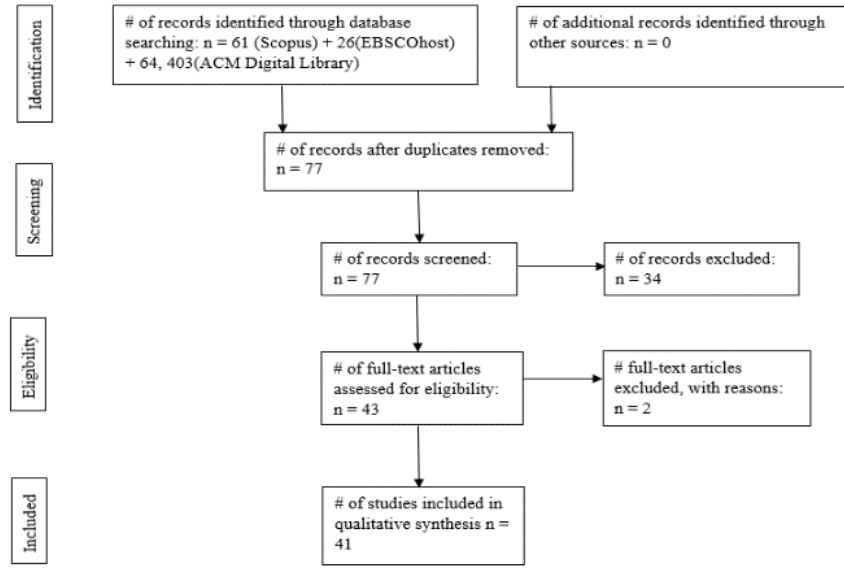 Identification
# of records identified through database
searching: n = 61 (Scopus) + 26(EBSCOhost)
+ 64, 403(ACM Digital Library)
# of additional records identified through
other sources: n = 0
Screening
# of records after duplicates removed:
n = 77
# of records screened:
n = 77
# of records excluded:
n = 34
Eligibility
# of full-text articles
assessed for eligibility:
n = 43
# full-text articles
excluded, with reasons:
n = 2
Included
# of studies included in
qualitative synthesis n =
41